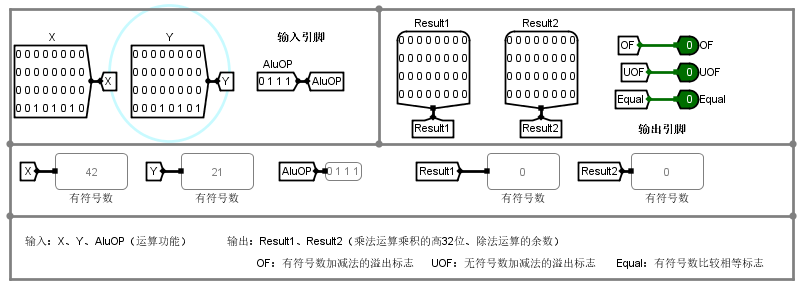 X
00000000
00000000
00000000
00101010
X
Y
00000000
00000000
00000000
00010101
Y
输入引脚
AluOP
0111
AluOP
Result1
00000000
00000000
00000000
00000000
Result1
Result2
00000000
00000000
00000000
00000000
Result2
OF 0 OF
UOF 0 UOF
Equal 0 Equal
输出引脚
X 42
有符号数
Y 21
有符号数
AluOP 0111
Result1 0
有符号数
Result2 0
有符号数
输入：X、Y、AluOP（运算功能） 输出：Result1、Result2（乘法运算乘积的高32位、除法运算的余数）
OF：有符号数加减法的溢出标志 UOF：无符号数加减法的溢出标志 Equal：有符号数比较相等标志